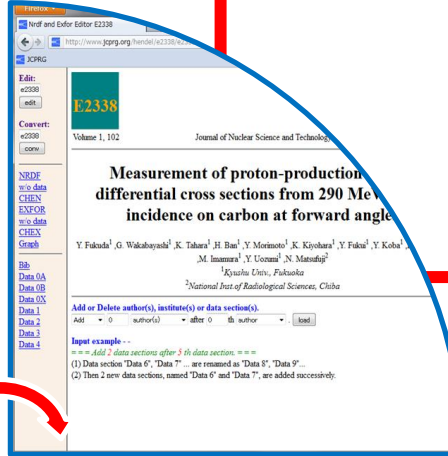 Firefox
Nrdf and Exfor Editor E2338
http://www.jcprg.org/hendel/e2338/e2
JCPRG
Edit:
e2338
edit
Convert:
e2338
conv
NRDF
w/o data
CHEN
EXFOR
w/o data
CHEX
Graph
Bib
Data 0A
Data 0B
Data 0X
Data 1
Data 2
Data 3
Data 4
E2338
Volume 1, 102
Journal of Nuclear Science and Technology
Measurement of proton-production
differential cross sections from 290 MeV
incidence on carbon at forward angle
Y. Fukuda1 ,G. Wakabayashi1 ,K. Tahara1 ,H. Ban1 ,Y. Morimoto1 ,K. Kiyohara1 ,Y. Fukui1 ,Y. Koba1
,M. Imamura1 ,Y. Uozumi1 ,N. Matsufuji2
1Kyushu Univ., Fukuoka
2National Inst.of Radiological Sciences, Chiba
Add or Delete author(s), institute(s) or data section(s).
Add 0 author(s) after 0 th author . load
Input example - -
= = = Add 2 data sections after 5 th data section. = = =
(1) Data section "Data 6", "Data 7" ... are renamed as "Data 8", "Data 9"...
(2) Then 2 new data sections, named "Data 6" and "Data 7", are added successively.